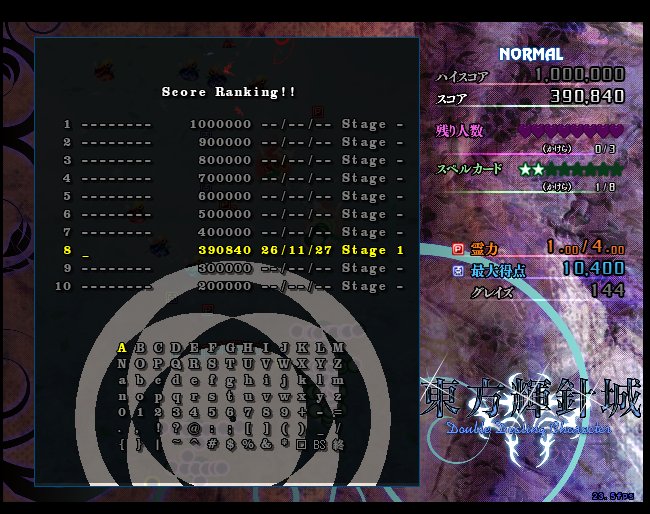 Score Ranking!!
1 -------- 1000000 --/--/-- Stage -
2 -------- 900000 --/--/-- Stage -
3 -------- 800000 --/--/-- Stage -
4 -------- 700000 --/--/-- Stage -
5 -------- 600000 --/--/-- Stage -
6 -------- 500000 --/--/-- Stage -
7 -------- 400000 --/--/-- Stage -
8 _ 390840 26/11/27 Stage 1
9 -------- 300000 --/--/-- Stage -
10 -------- 200000 --/--/-- Stage -
A B C D E F G H I J K L M
N O P Q R S T U V W X Y Z
a b c d e f g h i j k l m
n o p q r s t u v w x y z
0 1 2 3 4 5 6 7 8 9 + - =
. , ! ? @ : ; [ ] ( ) _ /
{ } | ~ ^ # $ % & * □ BS 終
NORMAL
ハイスコア 1,000,000
スコア 390,840
残り人数
(かけら) 0/3
スペルカード ★★
(かけら) 1/8
P 霊力 1.00/4.00
最大得点 10,400
グレイズ 144
東方輝針城
Double Dealing Character